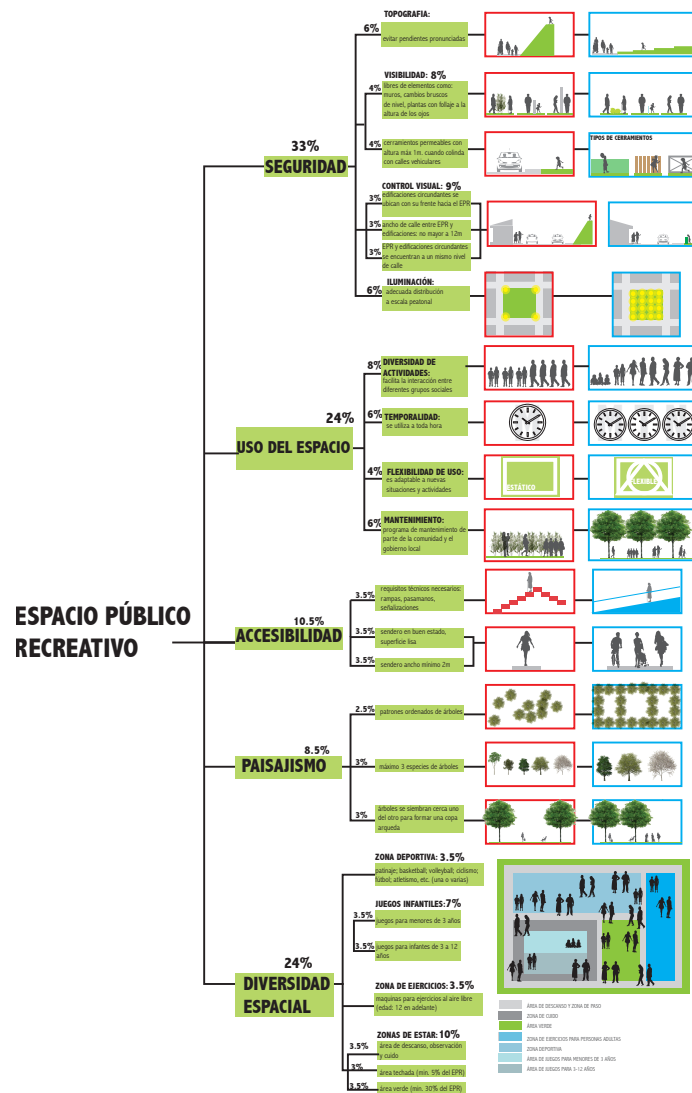 ESPACIO PÚBLICO
RECREATIVO
33%
SEGURIDAD
TOPOGRAFIA:
6%
evitar pendientes pronunciadas
VISIBILIDAD: 8%
4%
libres de elementos como:
muros, cambios bruscos
de nivel, plantas con follaje a la
altura de los ojos
4%
cerramientos permeables con
altura máx 1m. cuando colinda
con calles vehiculares
TIPOS DE CERRAMIENTOS
CONTROL VISUAL: 9%
3%
edificaciones circundantes se
ubican con su frente hacia el EPR
3%
ancho de calle entre EPR y
edificaciones: no mayor a 12m
3%
EPR y edificaciones circundantes
se encuentran a un mismo nivel
de calle
6%
ILUMINACIÓN:
adecuada distribución
a escala peatonal
24%
USO DEL ESPACIO
8%
DIVERSIDAD DE
ACTIVIDADES:
facilita la interacción entre
diferentes grupos sociales
6%
TEMPORALIDAD:
se utiliza a toda hora
4%
FLEXIBILIDAD DE USO:
es adaptable a nuevas
situaciones y actividades
ESTÁTICO
FLEXIBLE
6%
MANTENIMIENTO:
programa de mantenimiento de
parte de la comunidad y el
gobierno local
10.5%
ACCESIBILIDAD
3.5%
requisitos técnicos necesarios:
rampas, pasamanos,
señalizaciones
3.5%
sendero en buen estado,
superficie lisa
3.5%
sendero ancho mínimo 2m
8.5%
PAISAJISMO
2.5%
patrones ordenados de árboles
3%
máximo 3 especies de árboles
3%
árboles se siembran cerca uno
del otro para formar una copa
arqueda
24%
DIVERSIDAD
ESPACIAL
ZONA DEPORTIVA: 3.5%
patinaje; basketball; volleyball; ciclismo;
fútbol; atletismo, etc. (una o varias)
JUEGOS INFANTILES:7%
3.5%
juegos para menores de 3 años
3.5%
juegos para infantes de 3 a 12
años
ZONA DE EJERCICIOS: 3.5%
maquinas para ejercicios al aire libre
(edad: 12 en adelante)
ZONAS DE ESTAR: 10%
3.5%
área de descanso, observación
y cuido
3%
área techada (min. 5% del EPR)
3.5%
área verde (min. 30% del EPR)
ÁREA DE DESCANSO Y ZONA DE PASO
ZONA DE CUIDO
ÁREA VERDE
ZONA DE EJERCICIOS PARA PERSONAS ADULTAS
ZONA DEPORTIVA
ÁREA DE JUEGOS PARA MENORES DE 3 AÑOS
ÁREA DE JUEGOS PARA 3-12 AÑOS